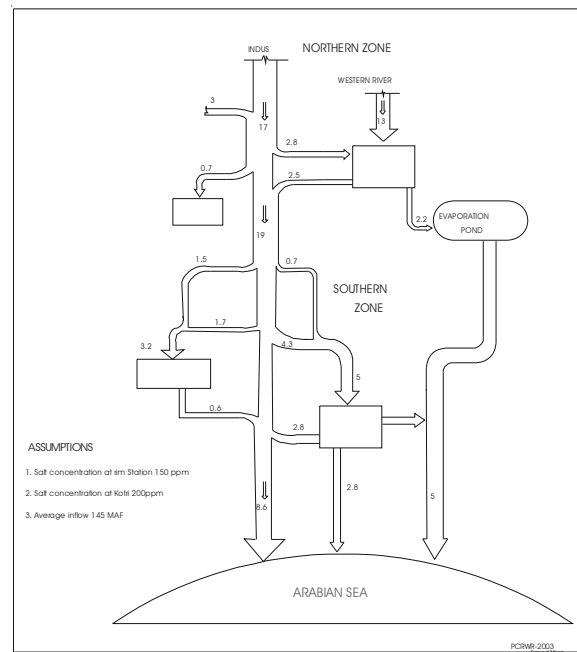 INDUS
NORTHERN ZONE
WESTERN RIVER
3
17
13
2.8
0.7
2.5
2.2
EVAPORATION
POND
19
1.5
0.7
SOUTHERN
ZONE
1.7
3.2
4.3
5
0.6
2.8
ASSUMPTIONS
1. Salt concentration at rim Station 150 ppm
2. Salt concentration at Kotri 200ppm
3. Average inflow 145 MAF
2.8
5
8.6
ARABIAN SEA
PCRWR-2003